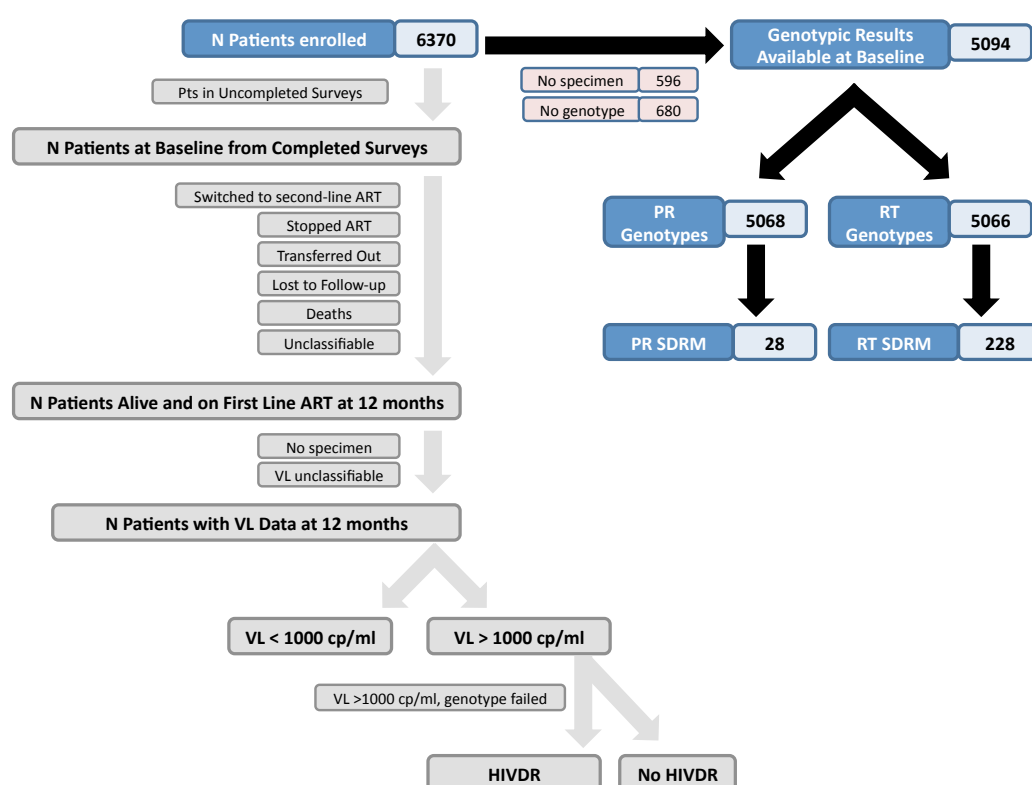 N Patients enrolled 6370
Genotypic Results
Available at Baseline 5094
No specimen 596
No genotype 680
Pts in Uncompleted Surveys
N Patients at Baseline from Completed Surveys
Switched to second-line ART
Stopped ART
Transferred Out
Lost to Follow-up
Deaths
Unclassifiable
PR
Genotypes 5068
RT
Genotypes 5066
PR SDRM 28
RT SDRM 228
N Patients Alive and on First Line ART at 12 months
No specimen
VL unclassifiable
N Patients with VL Data at 12 months
VL < 1000 cp/ml
VL > 1000 cp/ml
VL >1000 cp/ml, genotype failed
HIVDR
No HIVDR